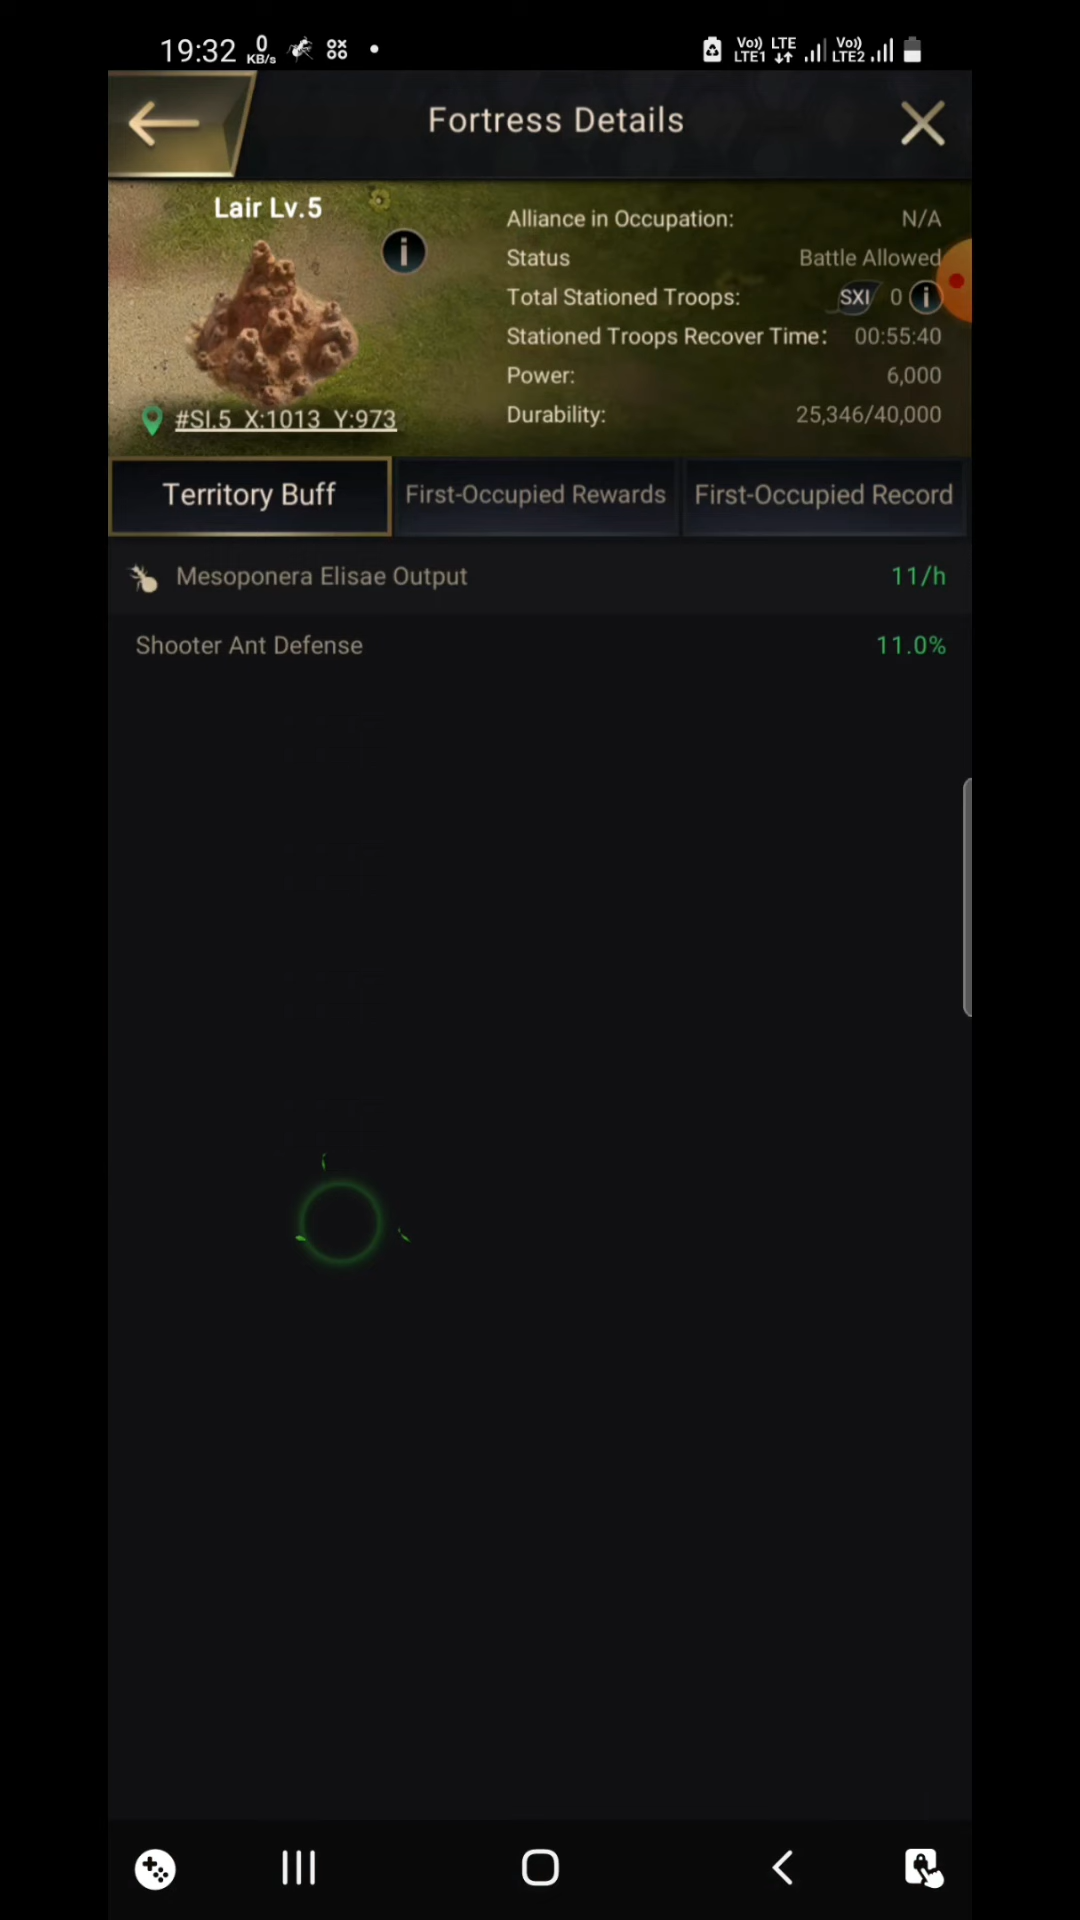 19:32 0 KB/s Vo)) LTE1 LTE Vo)) LTE2
Fortress Details
Lair Lv.5
#SI.5 X:1013 Y:973
Alliance in Occupation: N/A
Status Battle Allowed
Total Stationed Troops: SXI 0
Stationed Troops Recover Time: 00:55:40
Power: 6,000
Durability: 25,346/40,000
Territory Buff First-Occupied Rewards First-Occupied Record
Mesoponera Elisae Output 11/h
Shooter Ant Defense 11.0%